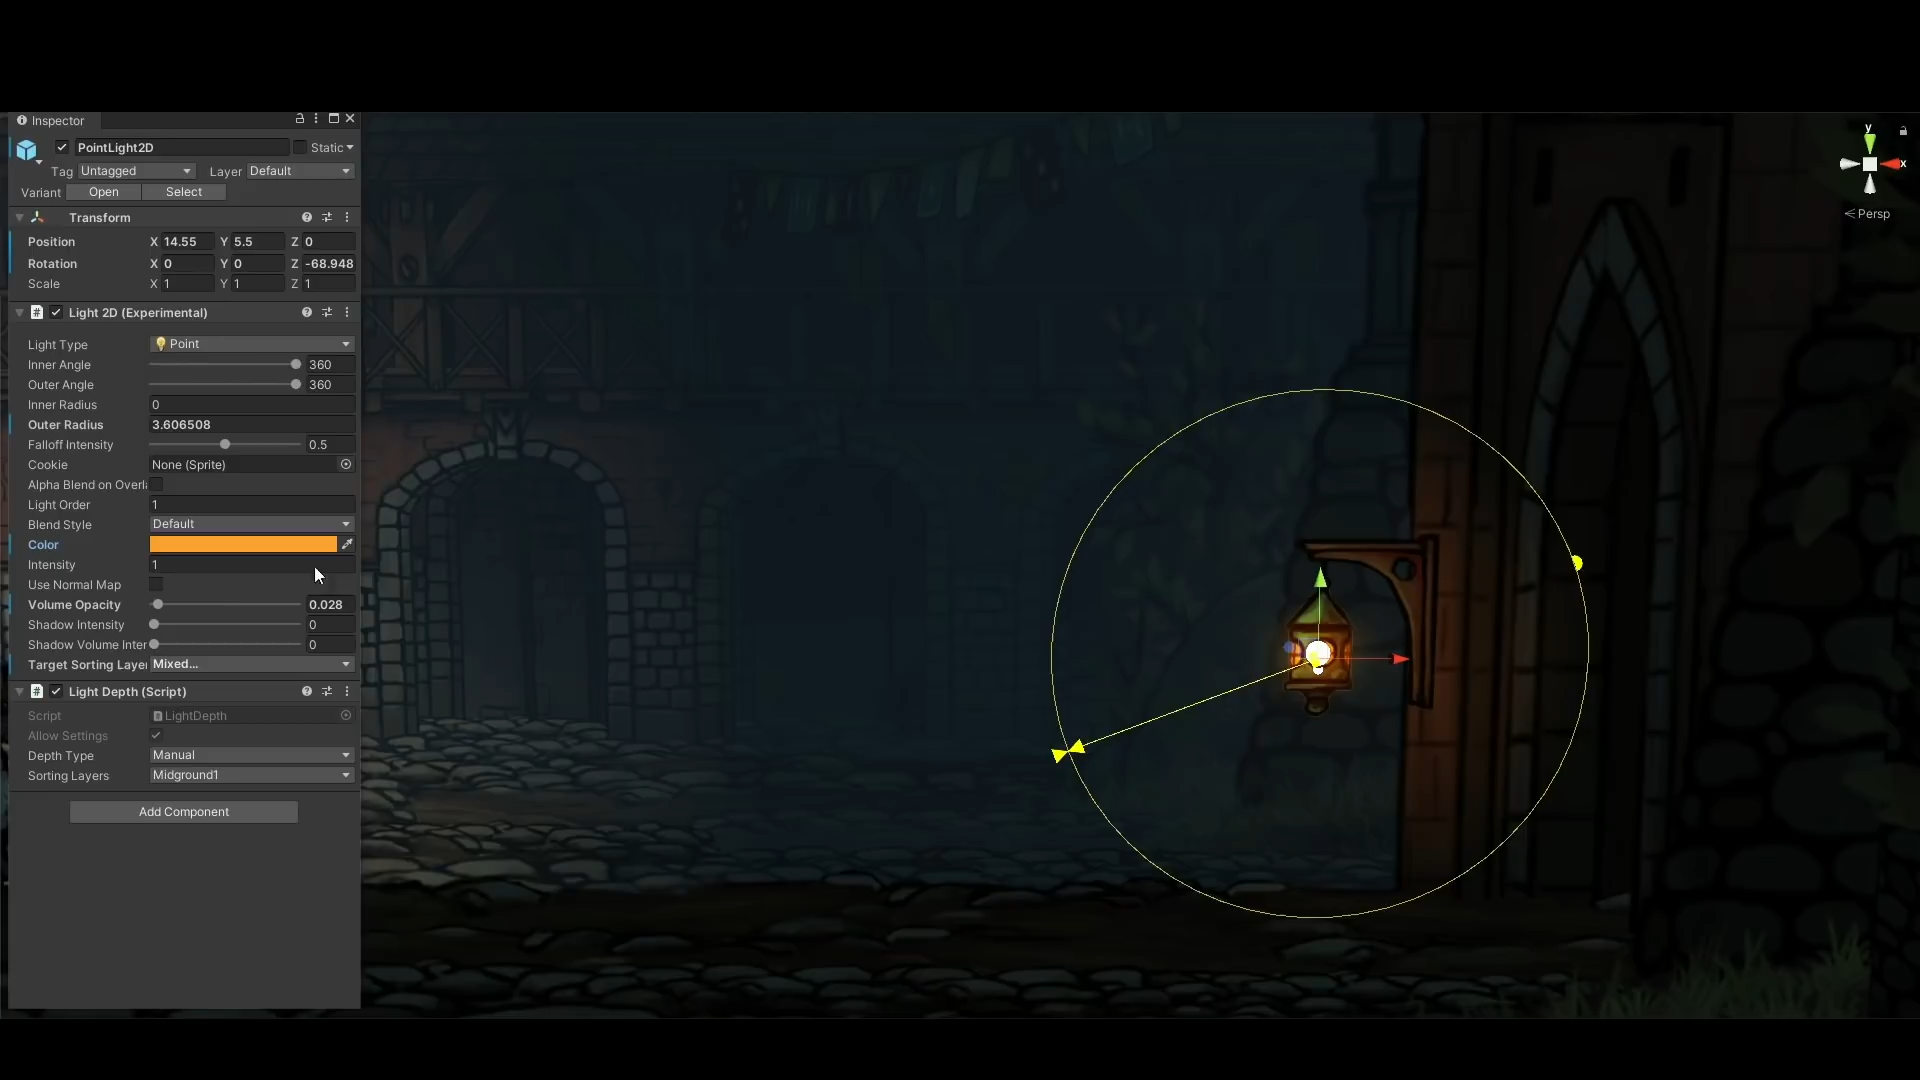 Inspector
PointLight2D Static
Tag Untagged Layer Default
Variant Open Select
Transform
Position X 14.55 Y 5.5 Z 0
Rotation X 0 Y 0 Z -68.948
Scale X 1 Y 1 Z 1
Light 2D (Experimental)
Light Type Point
Inner Angle 360
Outer Angle 360
Inner Radius 0
Outer Radius 3.606508
Falloff Intensity 0.5
Cookie None (Sprite)
Alpha Blend on Overl
Light Order 1
Blend Style Default
Color
Intensity 1
Use Normal Map
Volume Opacity 0.028
Shadow Intensity 0
Shadow Volume Inter 0
Target Sorting Layer Mixed...
Light Depth (Script)
Script LightDepth
Allow Settings
Depth Type Manual
Sorting Layers Midground1
Add Component
y
x
< Persp